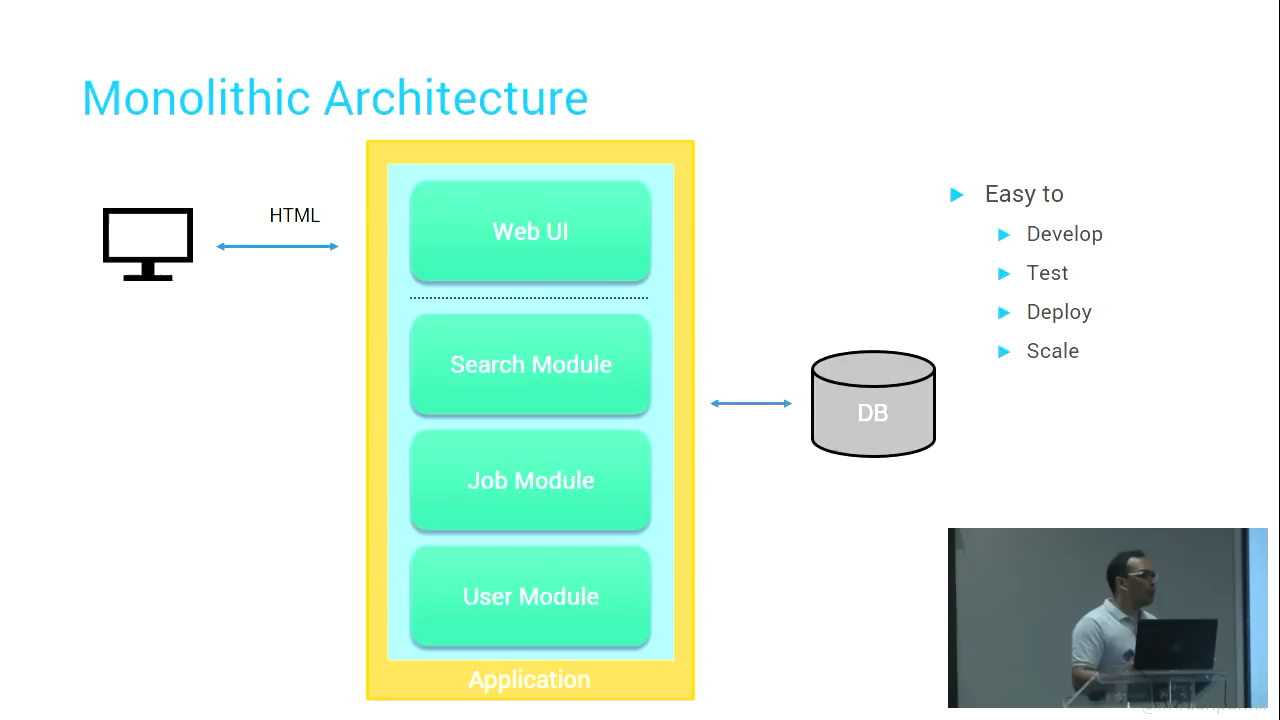 Monolithic Architecture
HTML
Web UI
Search Module
Job Module
User Module
Application
DB
Easy to
Develop
Test
Deploy
Scale